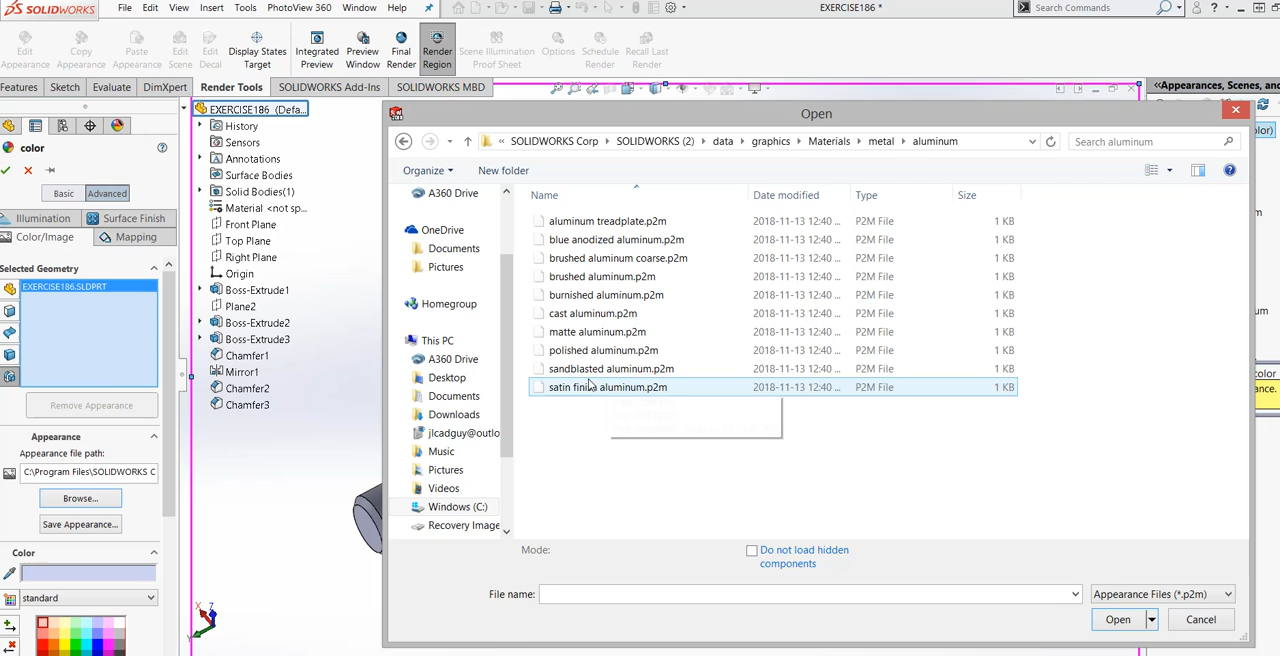 SOLIDWORKS File Edit View Insert Tools PhotoView 360 Window Help EXERCISE186 * Search Commands
Edit Appearance
Copy Appearance
Paste Appearance
Edit Scene
Edit Decal
Display States Target
Integrated Preview
Preview Window
Final Render
Render Region
Scene Illumination Proof Sheet
Options
Schedule Render
Recall Last Render
Features Sketch Evaluate DimXpert Render Tools SOLIDWORKS Add-Ins SOLIDWORKS MBD
«Appearances, Scenes, and
color
Basic Advanced
Illumination Surface Finish
Color/Image Mapping
Selected Geometry
EXERCISE186.SLDPRT
Remove Appearance
Appearance
Appearance file path:
C:\Program Files\SOLIDWORKS C
Browse...
Save Appearance...
Color
standard
EXERCISE186 (Defa...
History
Sensors
Annotations
Surface Bodies
Solid Bodies(1)
Material <not sp...
Front Plane
Top Plane
Right Plane
Origin
Boss-Extrude1
Plane2
Boss-Extrude2
Boss-Extrude3
Chamfer1
Mirror1
Chamfer2
Chamfer3
Open
« SOLIDWORKS Corp SOLIDWORKS (2) data graphics Materials metal aluminum Search aluminum
Organize New folder
A360 Drive
OneDrive
Documents
Pictures
Homegroup
This PC
A360 Drive
Desktop
Documents
Downloads
jlcadguy@outlo
Music
Pictures
Videos
Windows (C:)
Recovery Image
Name Date modified Type Size
aluminum treadplate.p2m 2018-11-13 12:40 ... P2M File 1 KB
blue anodized aluminum.p2m 2018-11-13 12:40 ... P2M File 1 KB
brushed aluminum coarse.p2m 2018-11-13 12:40 ... P2M File 1 KB
brushed aluminum.p2m 2018-11-13 12:40 ... P2M File 1 KB
burnished aluminum.p2m 2018-11-13 12:40 ... P2M File 1 KB
cast aluminum.p2m 2018-11-13 12:40 ... P2M File 1 KB
matte aluminum.p2m 2018-11-13 12:40 ... P2M File 1 KB
polished aluminum.p2m 2018-11-13 12:40 ... P2M File 1 KB
sandblasted aluminum.p2m 2018-11-13 12:40 ... P2M File 1 KB
satin finish aluminum.p2m 2018-11-13 12:40 ... P2M File 1 KB
Mode:
Do not load hidden components
File name: Appearance Files (*.p2m)
Open Cancel
lor)
m
um
color
ance.
X
Z
Y